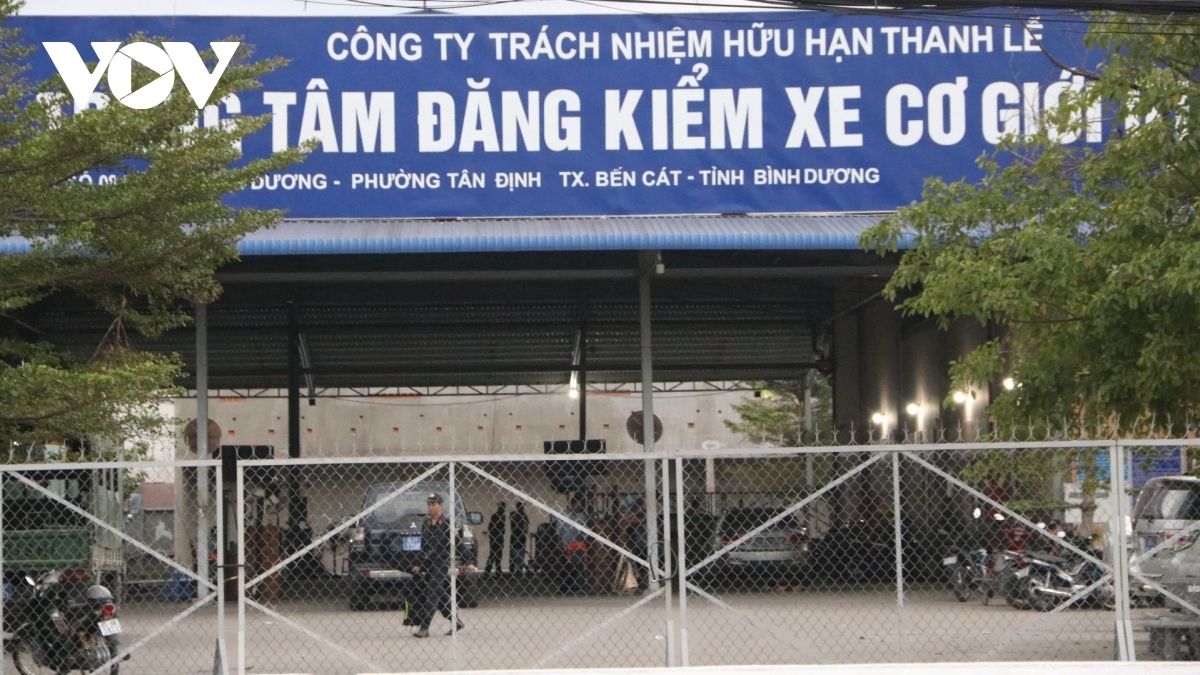 VOV
CÔNG TY TRÁCH NHIỆM HỮU HẠN THANH LỄ
TÂM ĐĂNG KIỂM XE CƠ GIỚI
DƯƠNG - PHƯỜNG TÂN ĐỊNH TX. BẾN CÁT - TỈNH BÌNH DƯƠNG